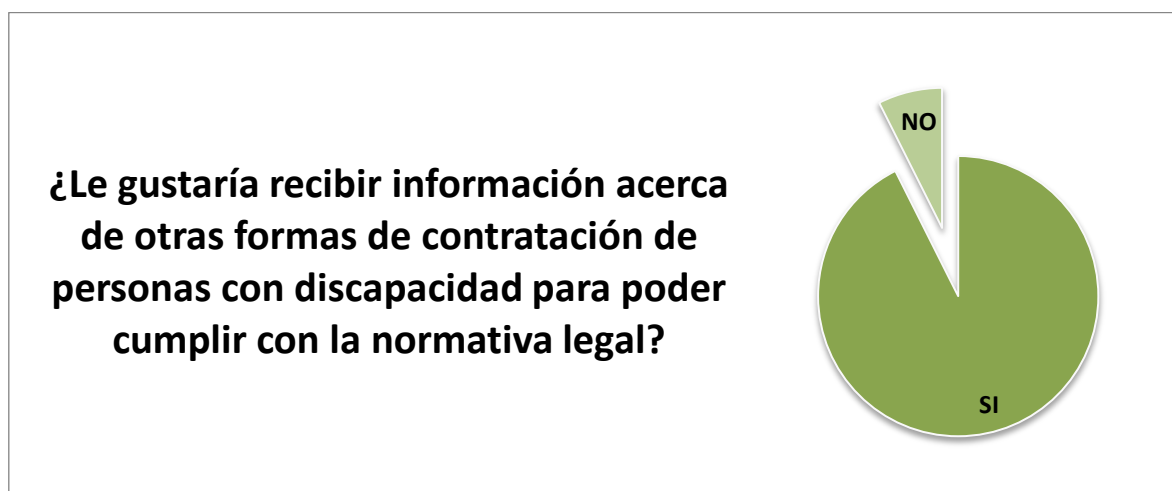 ¿Le gustaría recibir información acerca
de otras formas de contratación de
personas con discapacidad para poder
cumplir con la normativa legal?
NO
SI